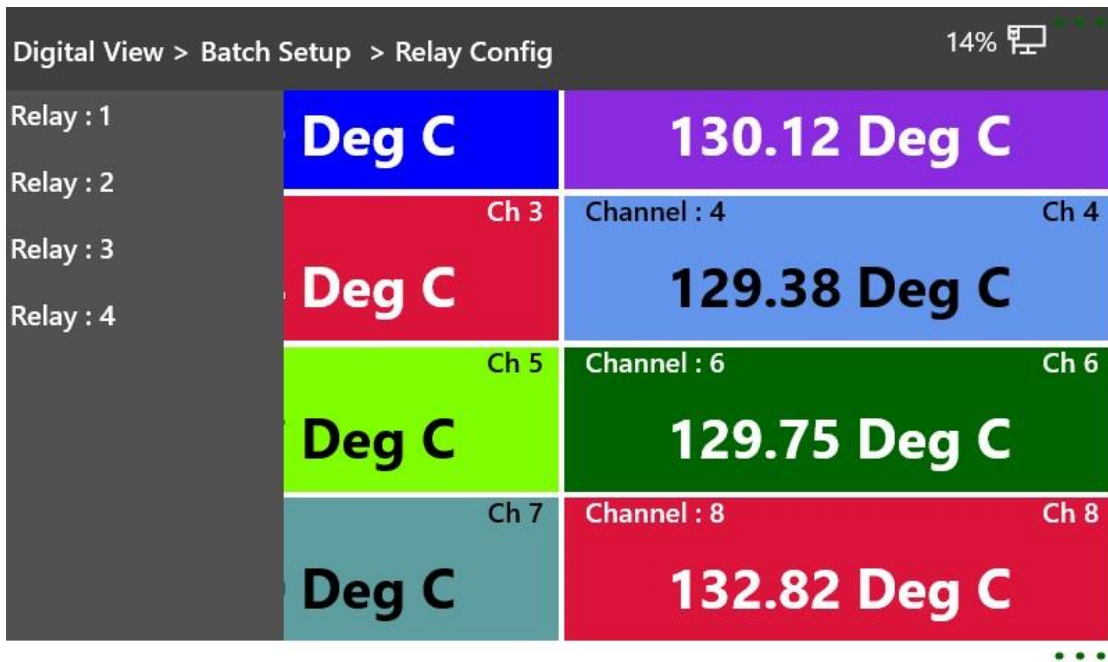 Digital View > Batch Setup > Relay Config
14%
Relay : 1
Relay : 2
Relay : 3
Relay : 4
Deg C
130.12 Deg C
Ch 3
Deg C
Channel : 4
Ch 4
129.38 Deg C
Ch 5
Deg C
Channel : 6
Ch 6
129.75 Deg C
Ch 7
Deg C
Channel : 8
Ch 8
132.82 Deg C